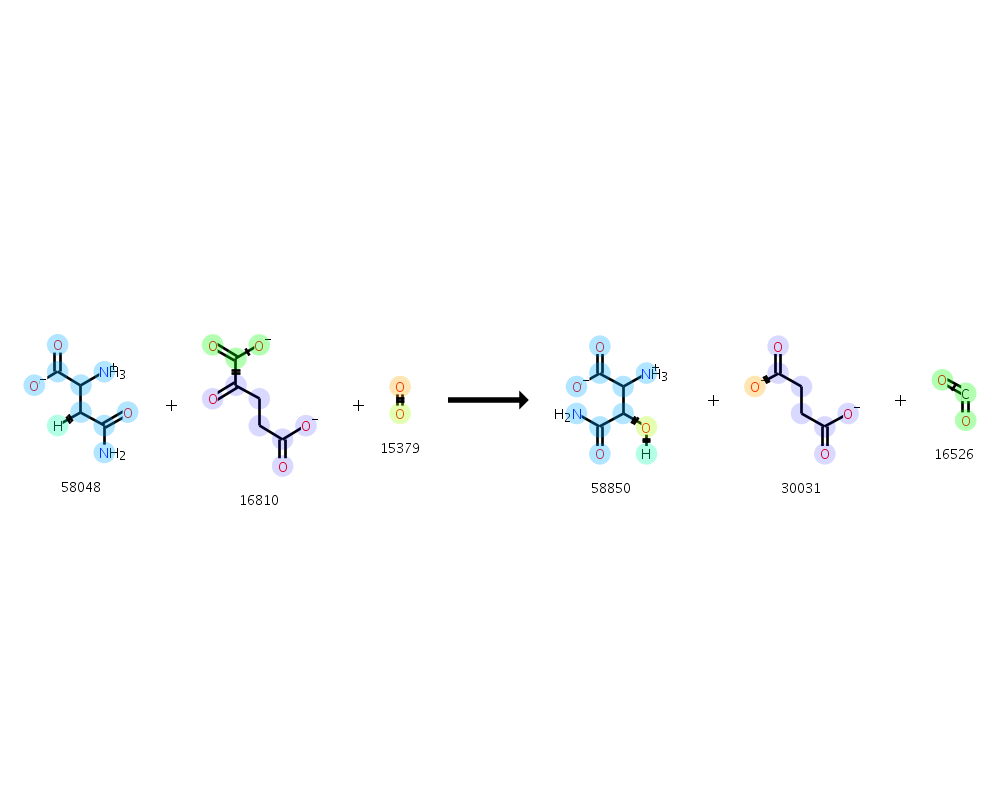 O O⁻ NH₃⁺ H O NH₂
58048
+
O O⁻ O O⁻ O
16810
+
O O
15379
O O⁻ NH₃⁺ H₂N O O H
58850
+
O O⁻ O⁻ O
30031
+
O C O
16526